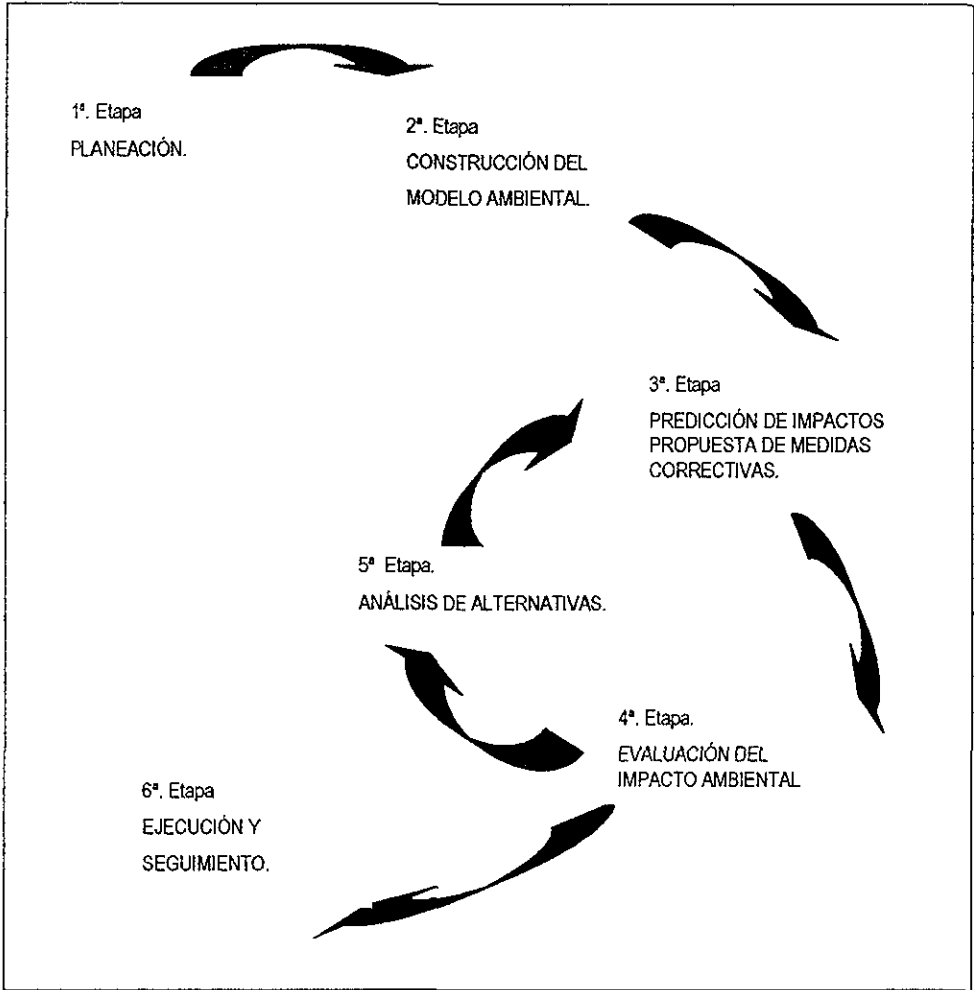 1ª. Etapa
PLANEACIÓN.
2ª. Etapa
CONSTRUCCIÓN DEL
MODELO AMBIENTAL.
3ª. Etapa
PREDICCIÓN DE IMPACTOS
PROPUESTA DE MEDIDAS
CORRECTIVAS.
5ª Etapa.
ANÁLISIS DE ALTERNATIVAS.
4ª. Etapa.
EVALUACIÓN DEL
IMPACTO AMBIENTAL
6ª. Etapa
EJECUCIÓN Y
SEGUIMIENTO.